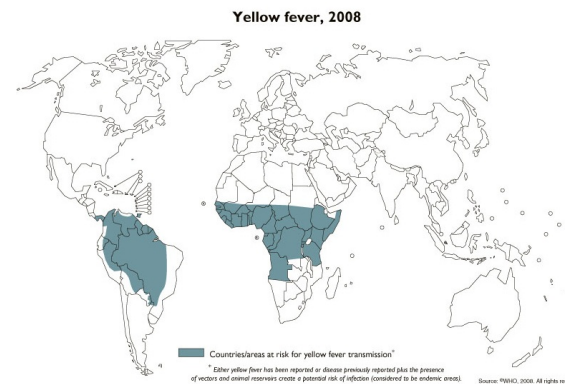 Yellow fever, 2008
Countries/areas at risk for yellow fever transmission*
* Either yellow fever has been reported or disease previously reported plus the presence
of vectors and animal reservoirs create a potential risk of infection (considered to be endemic areas).
Source: ©WHO, 2008. All rights re